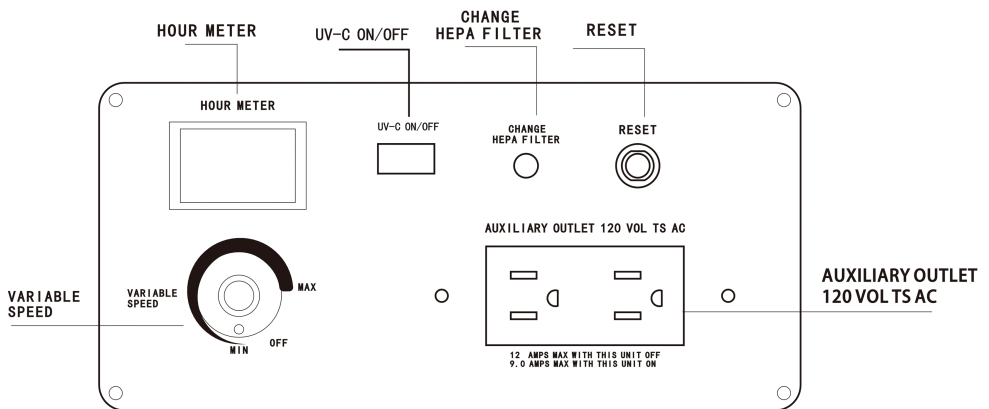 HOUR METER
UV-C ON/OFF
CHANGE
HEPA FILTER
RESET
HOUR METER
UV-C ON/OFF
CHANGE
HEPA FILTER
RESET
AUXILIARY OUTLET 120 VOL TS AC
MAX
VARIABLE
SPEED
VARIABLE
SPEED
OFF
MIN
AUXILIARY OUTLET
120 VOL TS AC
12 AMPS MAX WITH THIS UNIT OFF
9.0 AMPS MAX WITH THIS UNIT ON